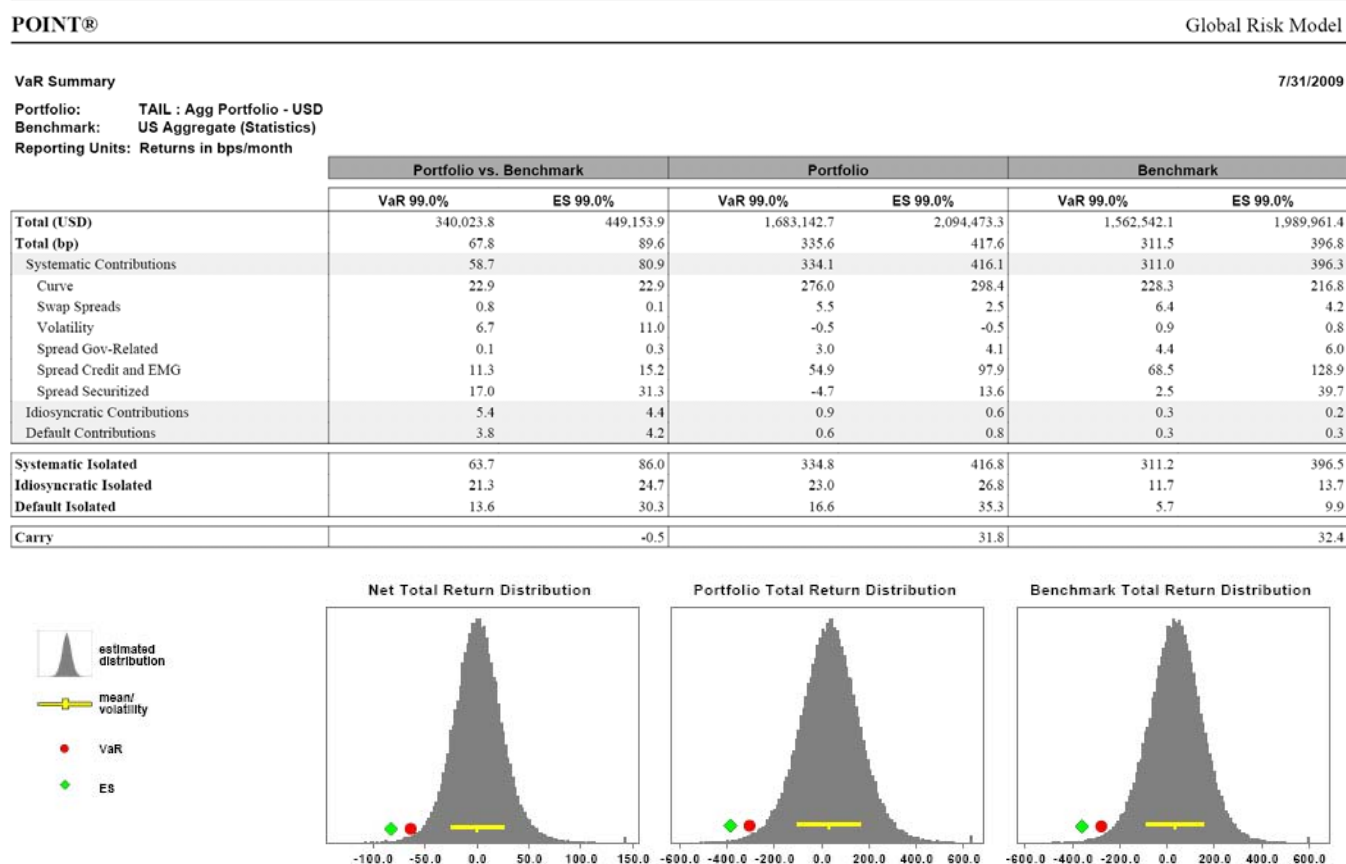 POINT® Global Risk Model
VaR Summary 7/31/2009
Portfolio: TAIL : Agg Portfolio - USD
Benchmark: US Aggregate (Statistics)
Reporting Units: Returns in bps/month
Portfolio vs. Benchmark Portfolio Benchmark
VaR 99.0% ES 99.0% VaR 99.0% ES 99.0% VaR 99.0% ES 99.0%
Total (USD) 340,023.8 449,153.9 1,683,142.7 2,094,473.3 1,562,542.1 1,989,961.4
Total (bp) 67.8 89.6 335.6 417.6 311.5 396.8
Systematic Contributions 58.7 80.9 334.1 416.1 311.0 396.3
Curve 22.9 22.9 276.0 298.4 228.3 216.8
Swap Spreads 0.8 0.1 5.5 2.5 6.4 4.2
Volatility 6.7 11.0 -0.5 -0.5 0.9 0.8
Spread Gov-Related 0.1 0.3 3.0 4.1 4.4 6.0
Spread Credit and EMG 11.3 15.2 54.9 97.9 68.5 128.9
Spread Securitized 17.0 31.3 -4.7 13.6 2.5 39.7
Idiosyncratic Contributions 5.4 4.4 0.9 0.6 0.3 0.2
Default Contributions 3.8 4.2 0.6 0.8 0.3 0.3
Systematic Isolated 63.7 86.0 334.8 416.8 311.2 396.5
Idiosyncratic Isolated 21.3 24.7 23.0 26.8 11.7 13.7
Default Isolated 13.6 30.3 16.6 35.3 5.7 9.9
Carry -0.5 31.8 32.4
Net Total Return Distribution Portfolio Total Return Distribution Benchmark Total Return Distribution
estimated
distribution
mean/
volatility
VaR
ES
-100.0 -50.0 0.0 50.0 100.0 150.0 -600.0 -400.0 -200.0 0.0 200.0 400.0 600.0 -600.0 -400.0 -200.0 0.0 200.0 400.0 600.0